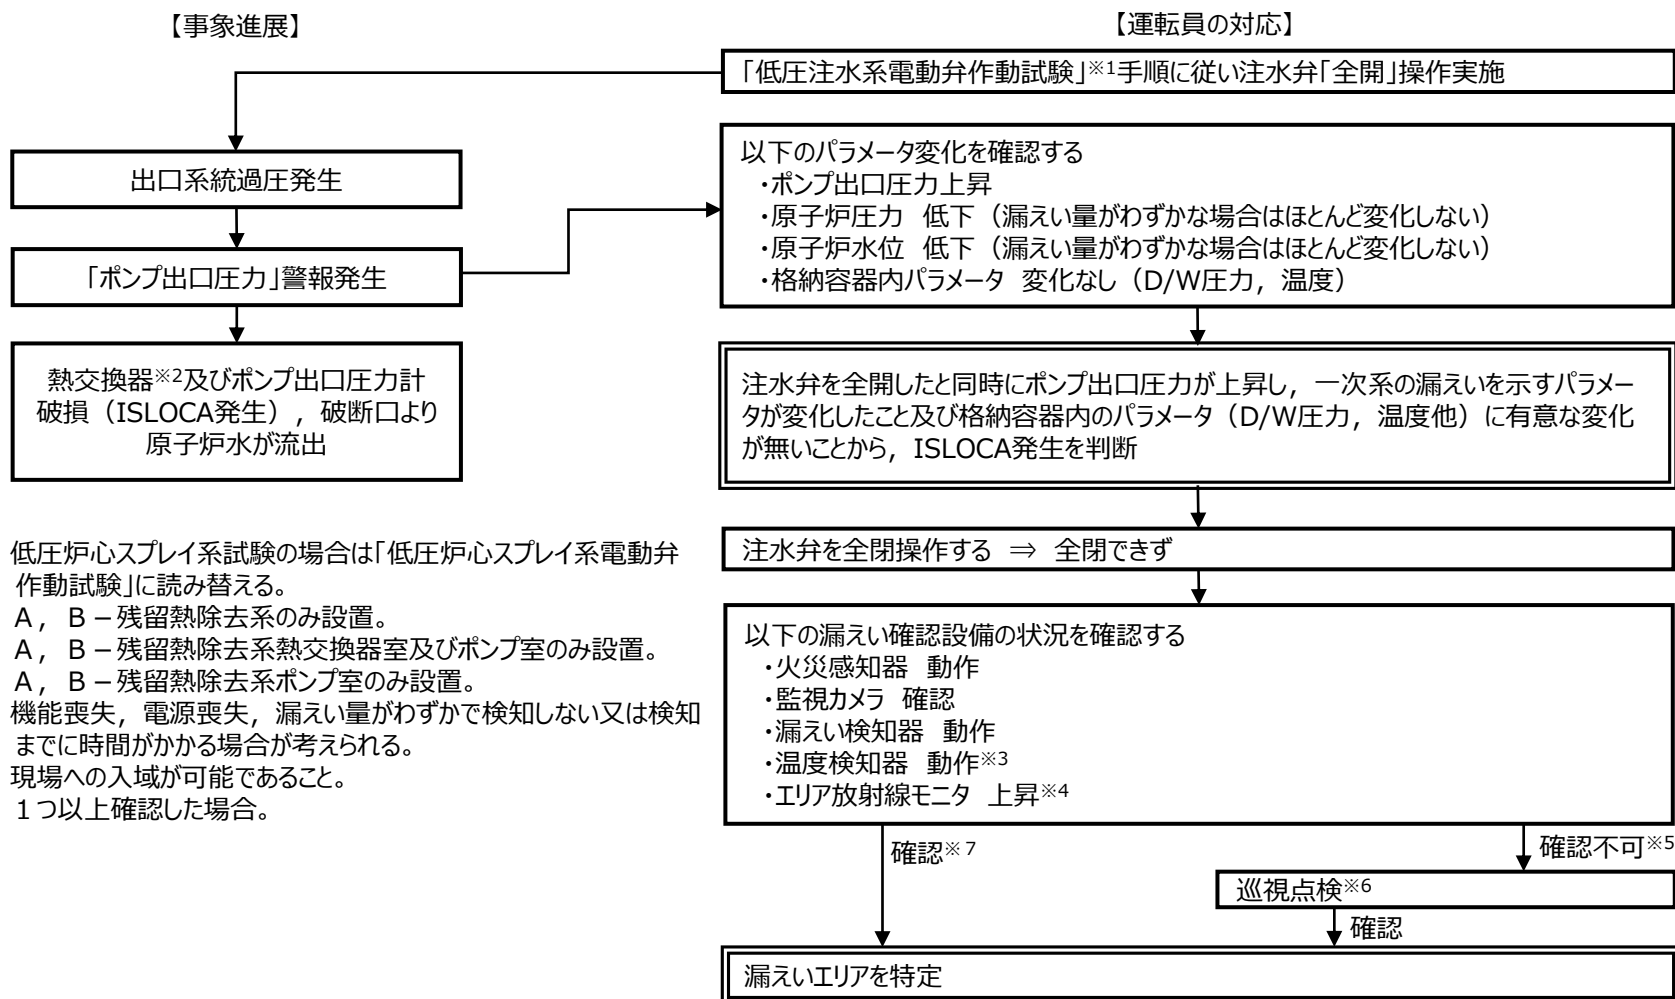 【事象進展】
出口系統過圧発生
「ポンプ出口圧力」警報発生
熱交換器※2及びポンプ出口圧力計
破損（ISLOCA発生），破断口より
原子炉水が流出
低圧炉心スプレイ系試験の場合は「低圧炉心スプレイ系電動弁
作動試験」に読み替える。
Ａ，Ｂ－残留熱除去系のみ設置。
Ａ，Ｂ－残留熱除去系熱交換器室及びポンプ室のみ設置。
Ａ，Ｂ－残留熱除去系ポンプ室のみ設置。
機能喪失，電源喪失，漏えい量がわずかで検知しない又は検知
までに時間がかかる場合が考えられる。
現場への入域が可能であること。
１つ以上確認した場合。
【運転員の対応】
「低圧注水系電動弁作動試験」※1手順に従い注水弁「全開」操作実施
以下のパラメータ変化を確認する
・ポンプ出口圧力上昇
・原子炉圧力　低下（漏えい量がわずかな場合はほとんど変化しない）
・原子炉水位　低下（漏えい量がわずかな場合はほとんど変化しない）
・格納容器内パラメータ　変化なし（D/W圧力，温度）
注水弁を全開したと同時にポンプ出口圧力が上昇し，一次系の漏えいを示すパラメー
タが変化したこと及び格納容器内のパラメータ（D/W圧力，温度他）に有意な変化
が無いことから，ISLOCA発生を判断
注水弁を全閉操作する　⇒　全閉できず
以下の漏えい確認設備の状況を確認する
・火災感知器　動作
・監視カメラ　確認
・漏えい検知器　動作
・温度検知器　動作※3
・エリア放射線モニタ　上昇※4
確認※７
確認不可※5
巡視点検※6
確認
漏えいエリアを特定